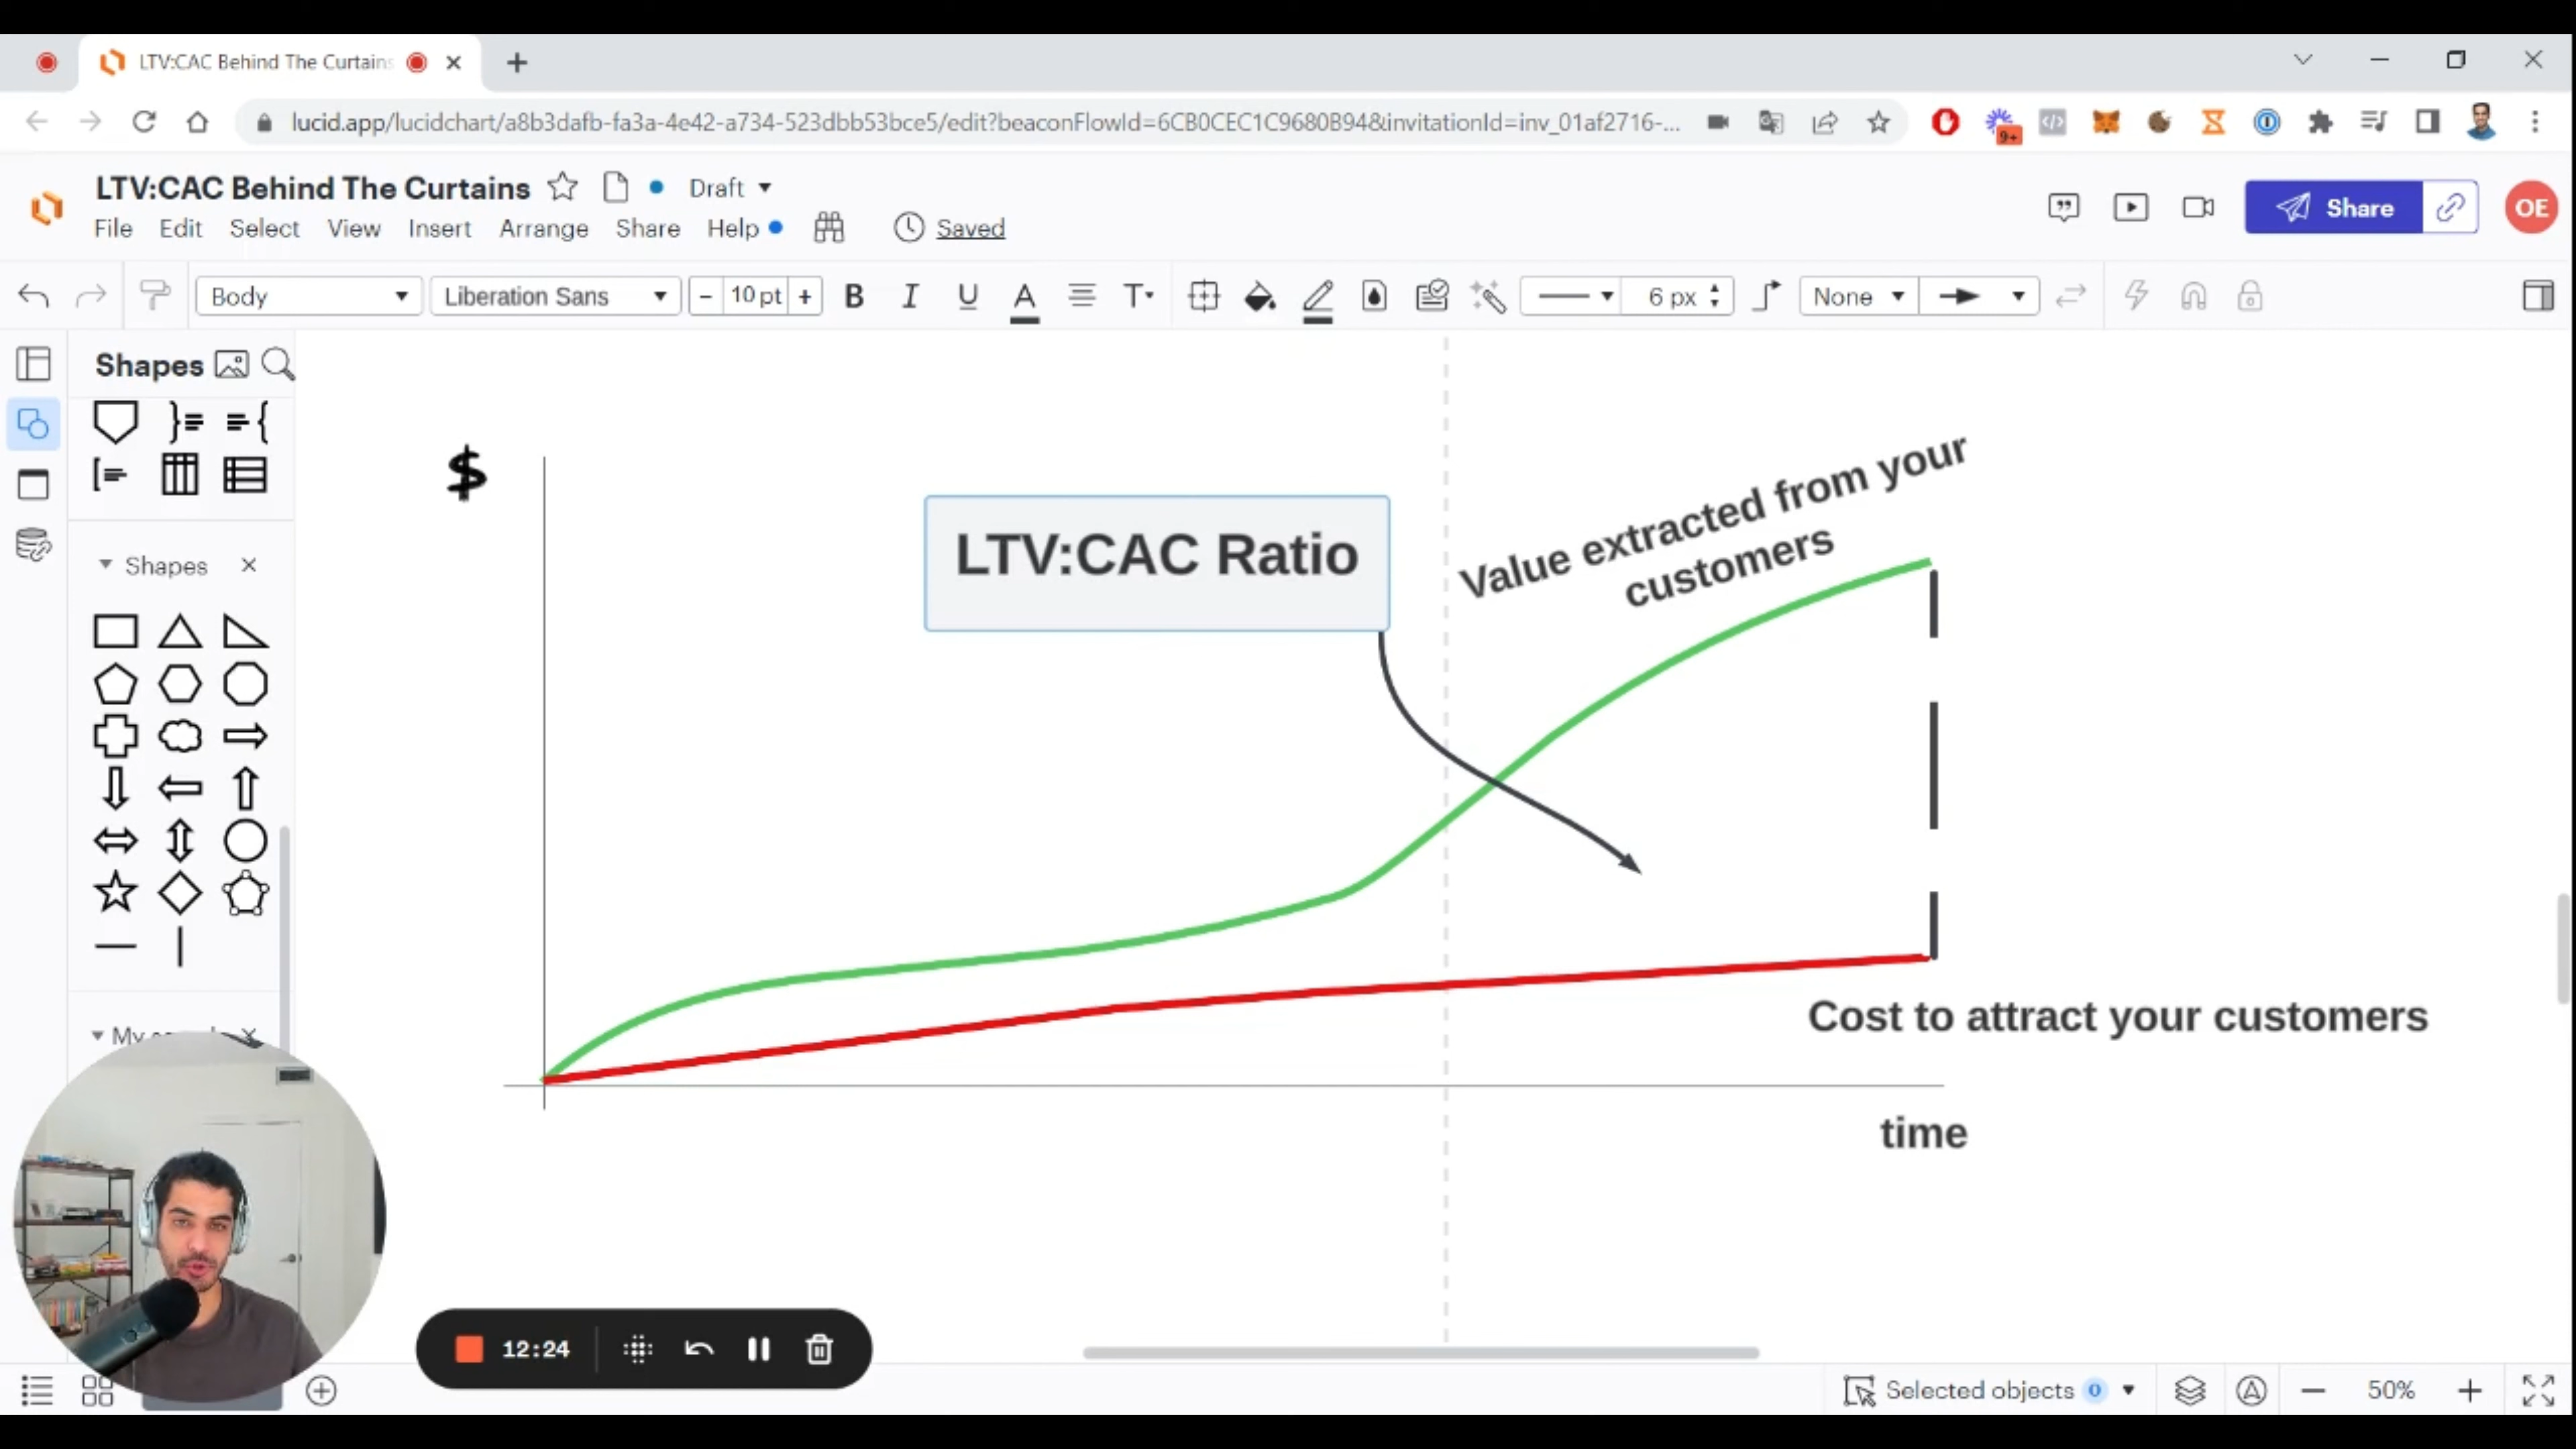 LTV:CAC Behind The Curtains
lucid.app/lucidchart/a8b3dafb-fa3a-4e42-a734-523dbb53bce5/edit?beaconFlowId=6CB0CEC1C9680B94&invitationId=inv_01af2716-...
9+
LTV:CAC Behind The Curtains
Draft
File Edit Select View Insert Arrange Share Help Saved
Share
OE
Body
Liberation Sans
- 10 pt +
B I U A T
6 px
None
Shapes
Shapes
My
$
LTV:CAC Ratio
Value extracted from your
customers
Cost to attract your customers
time
12:24
Selected objects 0
50%